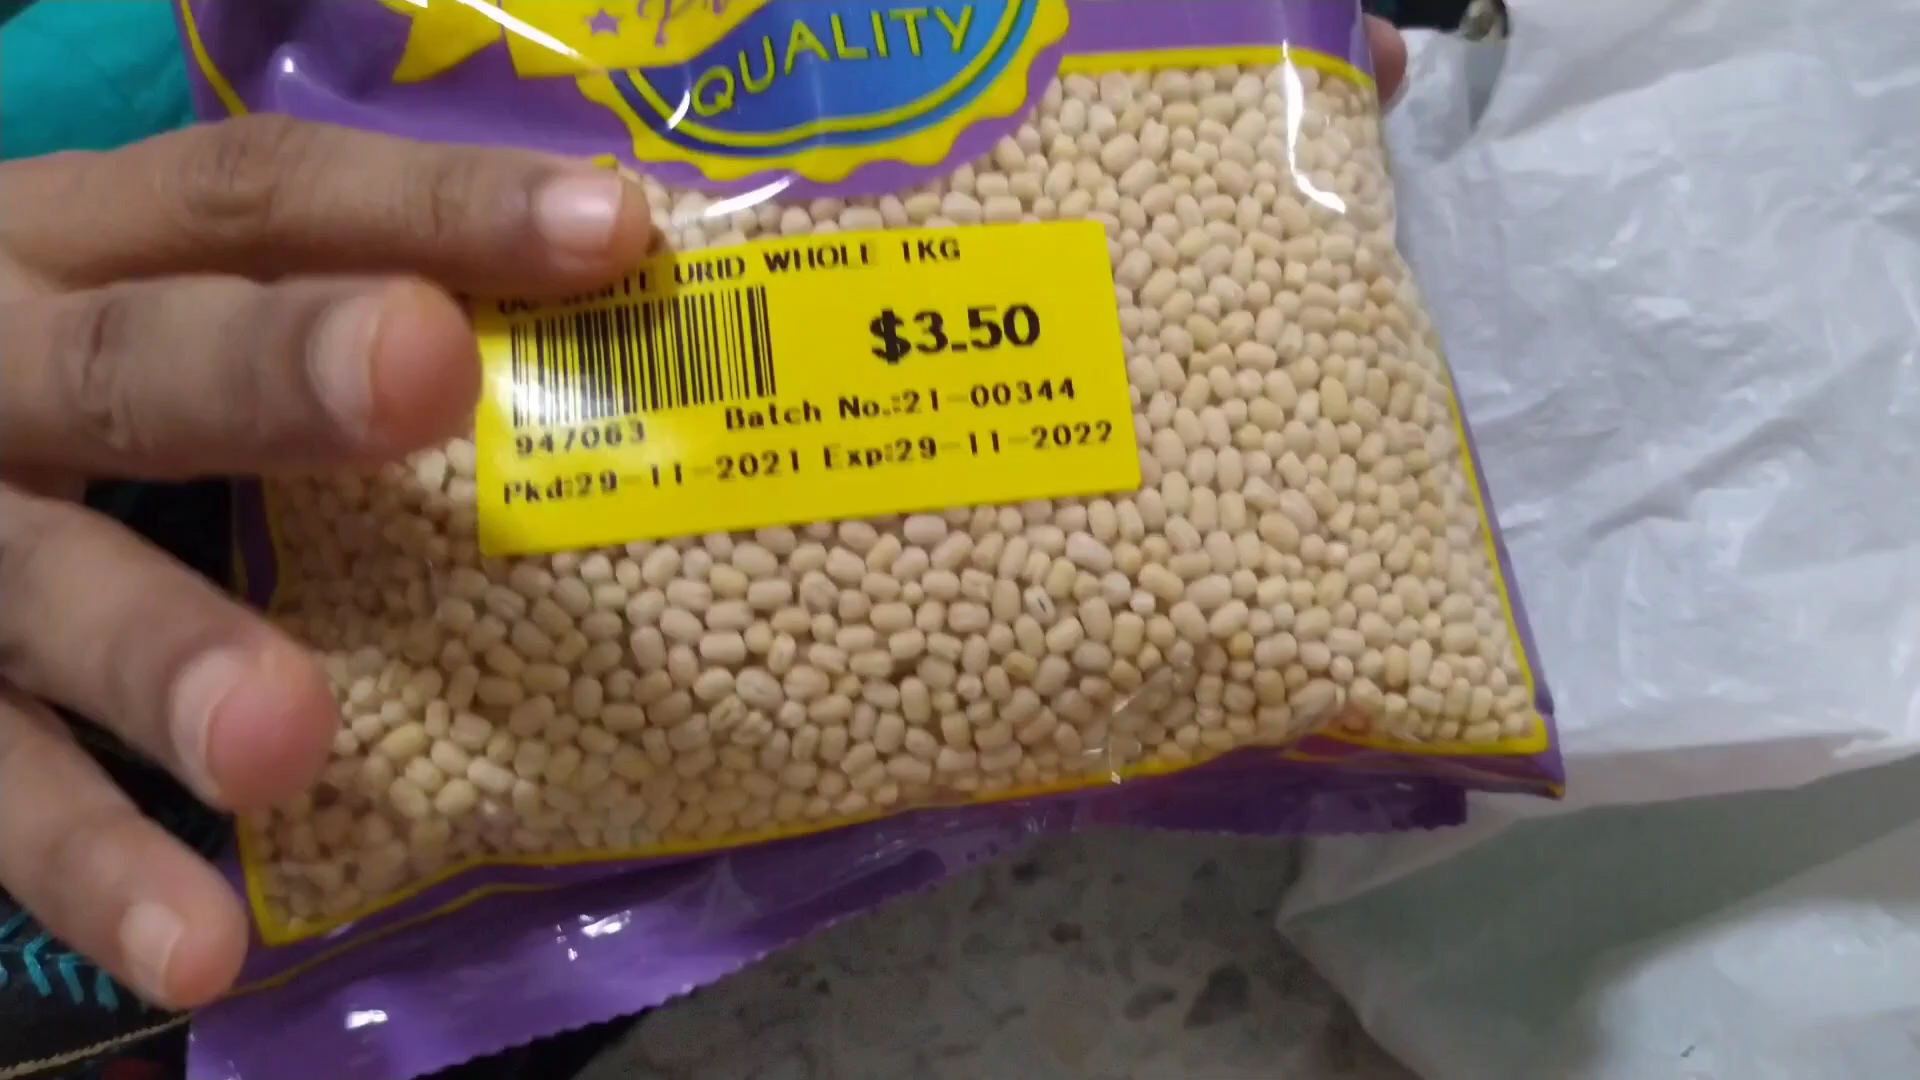 QUALITY
WHITE URID WHOLE 1KG
$3.50
Batch No.:21-00344
947063
Pkd:29-11-2021 Exp:29-11-2022